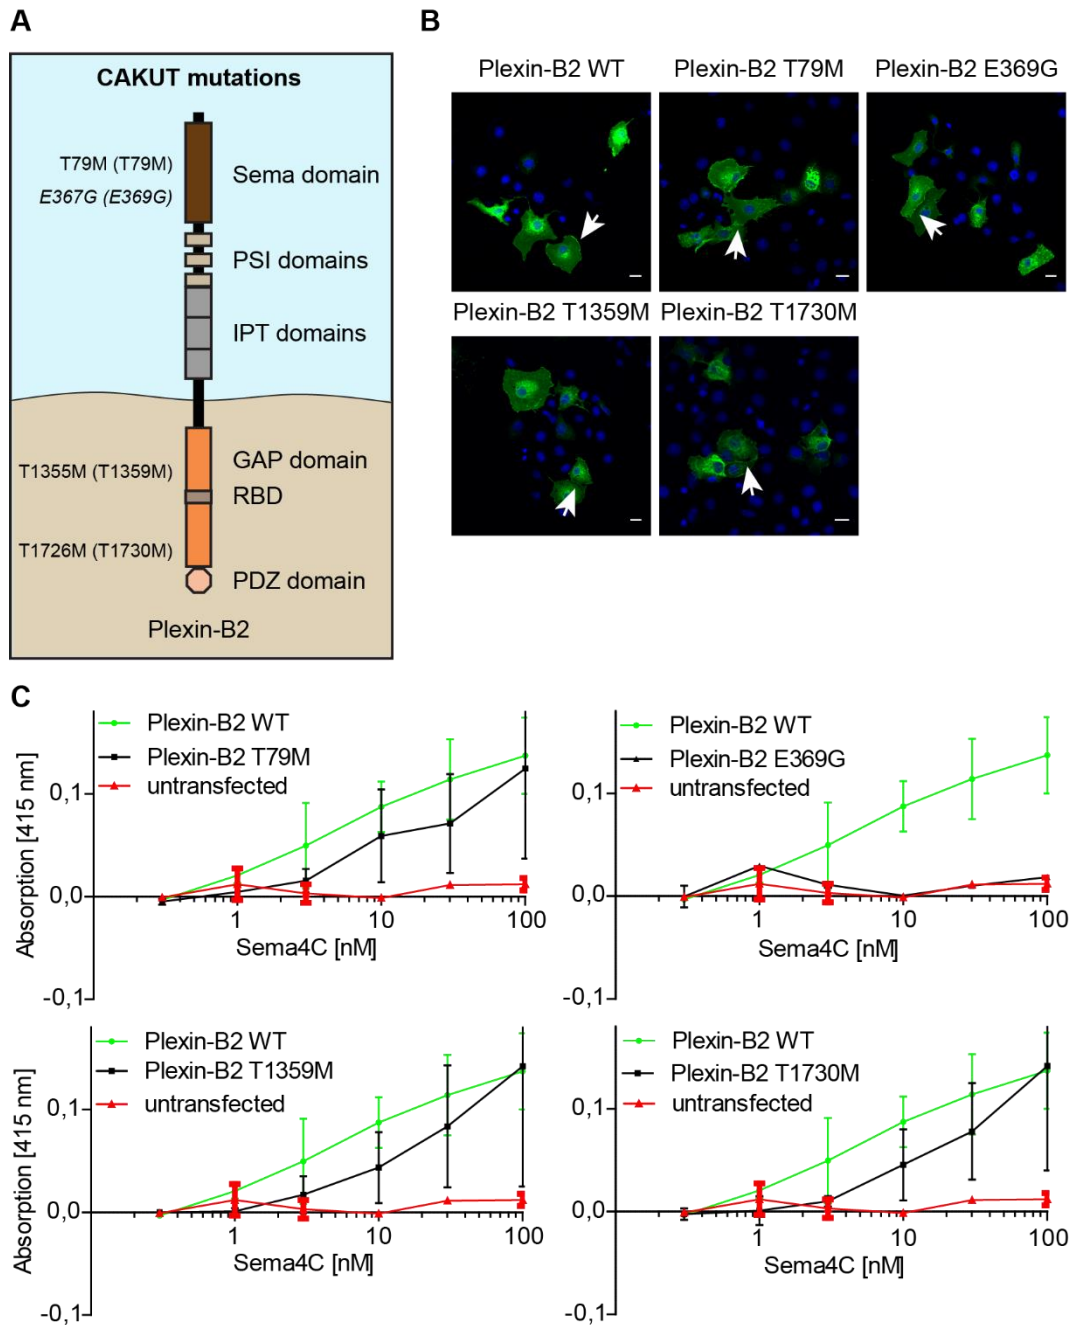 A
CAKUT mutations
T79M (T79M)
E367G (E369G)
Sema domain
PSI domains
IPT domains
T1355M (T1359M)
GAP domain
RBD
T1726M (T1730M)
PDZ domain
Plexin-B2
B
Plexin-B2 WT
Plexin-B2 T79M
Plexin-B2 E369G
Plexin-B2 T1359M
Plexin-B2 T1730M
C
Plexin-B2 WT
Plexin-B2 T79M
untransfected
Absorption [415 nm]
0,1
0,0
-0,1
1
10
100
Sema4C [nM]
Plexin-B2 WT
Plexin-B2 E369G
untransfected
0,1
0,0
-0,1
1
10
100
Sema4C [nM]
Plexin-B2 WT
Plexin-B2 T1359M
untransfected
Absorption [415 nm]
0,1
0,0
-0,1
1
10
100
Sema4C [nM]
Plexin-B2 WT
Plexin-B2 T1730M
untransfected
0,1
0,0
-0,1
1
10
100
Sema4C [nM]